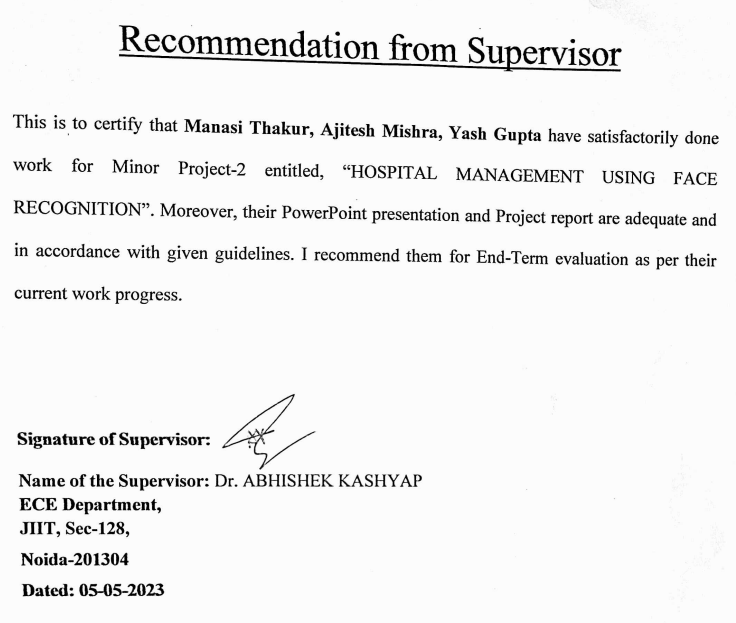 Recommendation from Supervisor
This is to certify that Manasi Thakur, Ajitesh Mishra, Yash Gupta have satisfactorily done
work for Minor Project-2 entitled, “HOSPITAL MANAGEMENT USING FACE
RECOGNITION”. Moreover, their PowerPoint presentation and Project report are adequate and
in accordance with given guidelines. I recommend them for End-Term evaluation as per their
current work progress.
Signature of Supervisor:
Name of the Supervisor: Dr. ABHISHEK KASHYAP
ECE Department,
JIIT, Sec-128,
Noida-201304
Dated: 05-05-2023